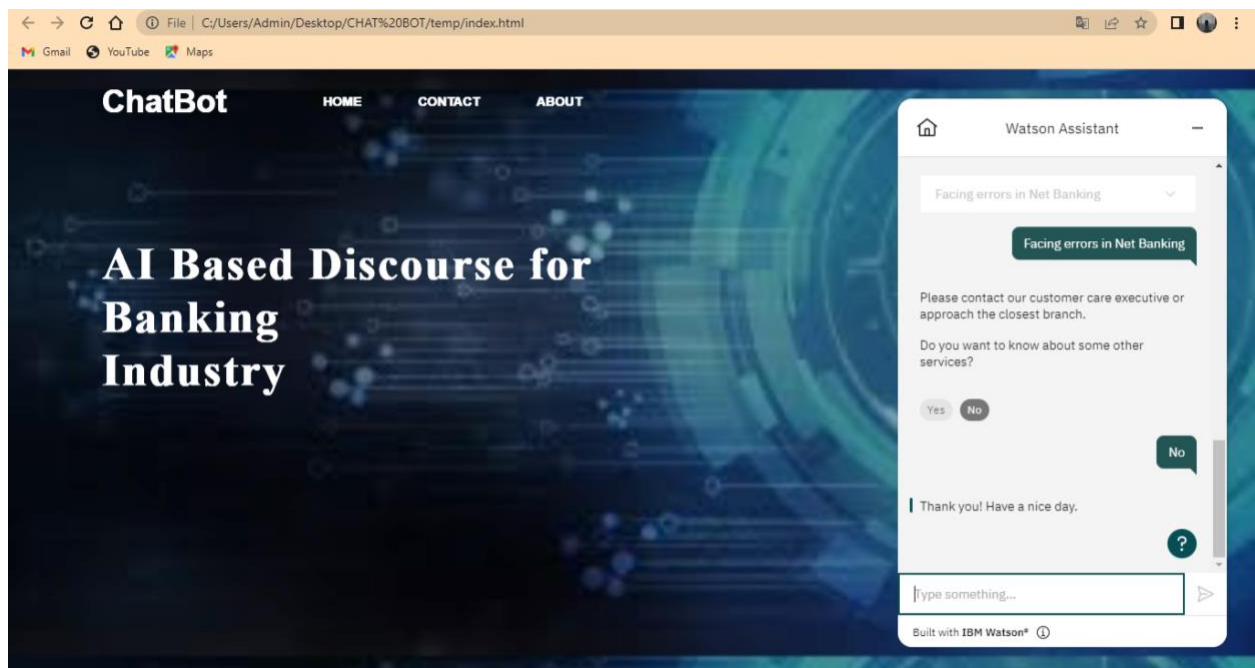 File | C:/Users/Admin/Desktop/CHAT%20BOT/temp/index.html
Gmail YouTube Maps
ChatBot HOME CONTACT ABOUT
AI Based Discourse for
Banking
Industry
Watson Assistant
Facing errors in Net Banking
Facing errors in Net Banking
Please contact our customer care executive or
approach the closest branch.
Do you want to know about some other
services?
Yes No
No
Thank you! Have a nice day.
?
Type something...
Built with IBM Watson®